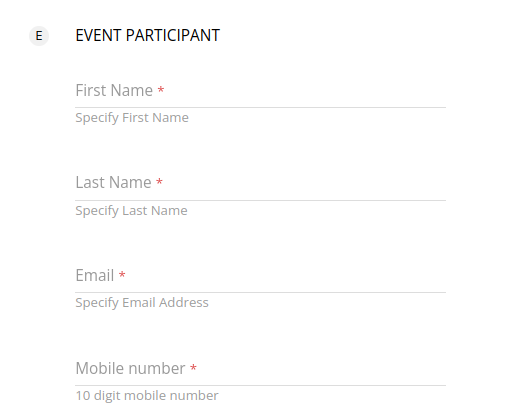 E EVENT PARTICIPANT
First Name *
Specify First Name
Last Name *
Specify Last Name
Email *
Specify Email Address
Mobile number *
10 digit mobile number